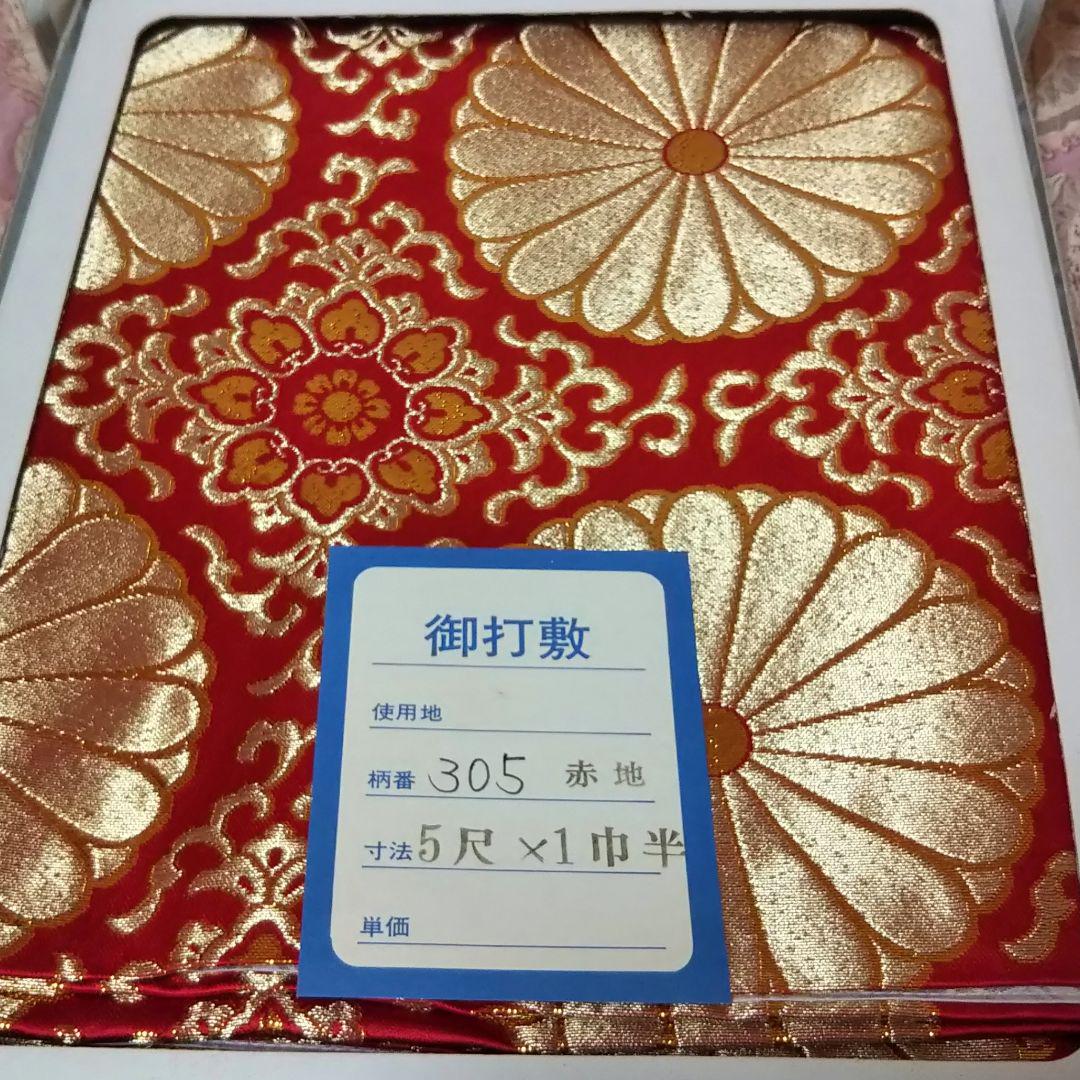 御打敷
使用地
柄番 305 赤地
寸法 5尺×1巾半
単価